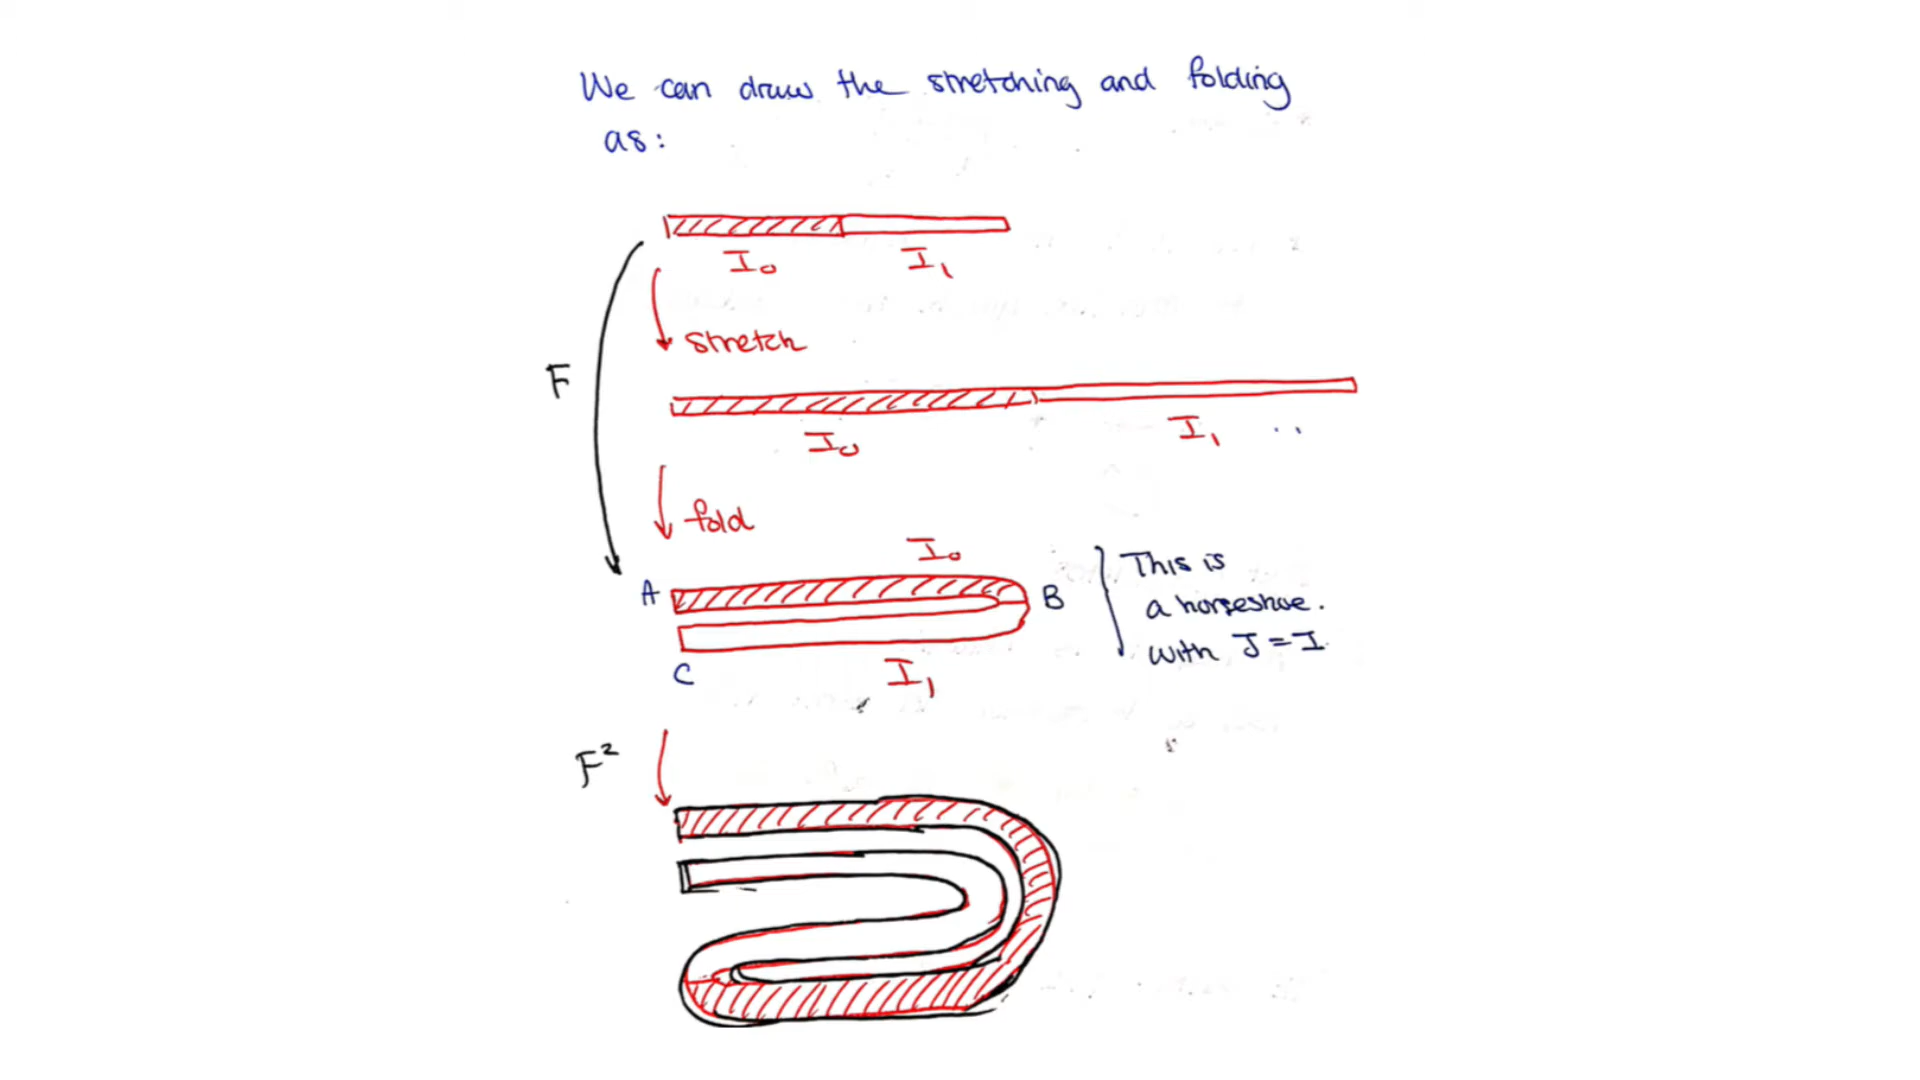 We can draw the stretching and folding
as:
I₀ I₁
stretch
F
I₀ I₁
fold
I₀
A B
C
I₁
This is
a horseshoe.
with J = I
F²